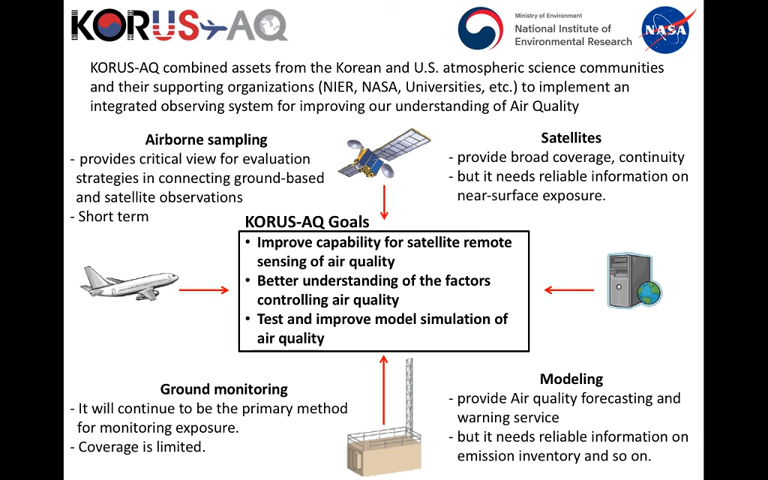 KORUS-AQ
Ministry of Environment
National Institute of
Environmental Research
NASA
KORUS-AQ combined assets from the Korean and U.S. atmospheric science communities
and their supporting organizations (NIER, NASA, Universities, etc.) to implement an
integrated observing system for improving our understanding of Air Quality
Airborne sampling
- provides critical view for evaluation
strategies in connecting ground-based
and satellite observations
- Short term
Satellites
- provide broad coverage, continuity
- but it needs reliable information on
near-surface exposure.
KORUS-AQ Goals
• Improve capability for satellite remote
sensing of air quality
• Better understanding of the factors
controlling air quality
• Test and improve model simulation of
air quality
Ground monitoring
- It will continue to be the primary method
for monitoring exposure.
- Coverage is limited.
Modeling
- provide Air quality forecasting and
warning service
- but it needs reliable information on
emission inventory and so on.